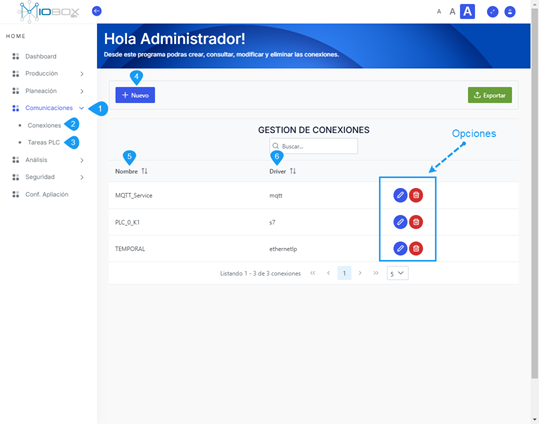 MIOBOX
HOME
A A A
Hola Administrador!
Desde este programa podras crear, consultar, modificar y eliminar las conexiones.
Dashboard
Producción
Planeación
Comunicaciones
1
Conexiones
2
Tareas PLC
3
Análisis
Seguridad
Conf. Apliación
4
Nuevo
Exportar
GESTION DE CONEXIONES
Buscar...
Opciones
5
6
Nombre Driver
MQTT_Service mqtt
PLC_0_K1 s7
TEMPORAL ethernetIp
Listando 1 - 3 de 3 conexiones << < 1 > >> 5